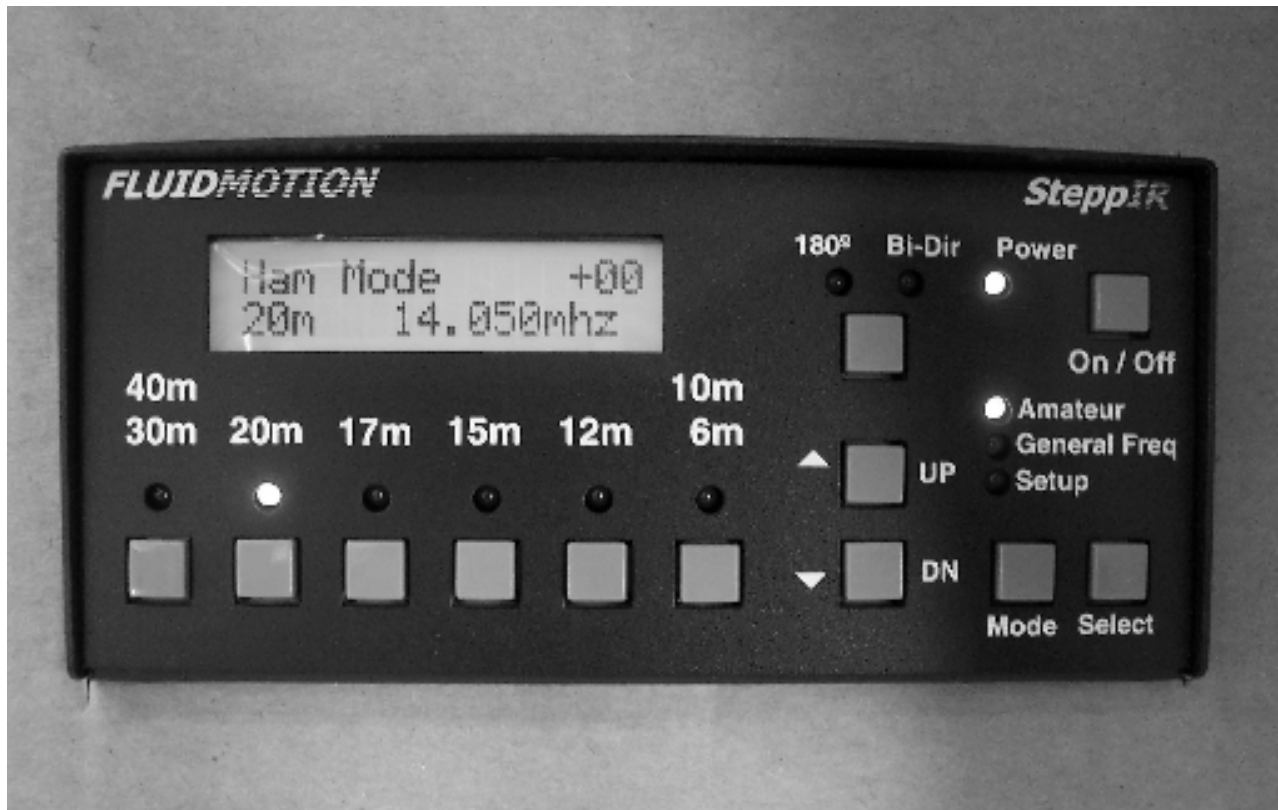 FLUIDMOTION
SteppIR
Ham Mode +00
20m 14.050mhz
180º Bi-Dir Power
On / Off
40m 10m
30m 20m 17m 15m 12m 6m
Amateur
General Freq
Setup
UP
DN
Mode Select